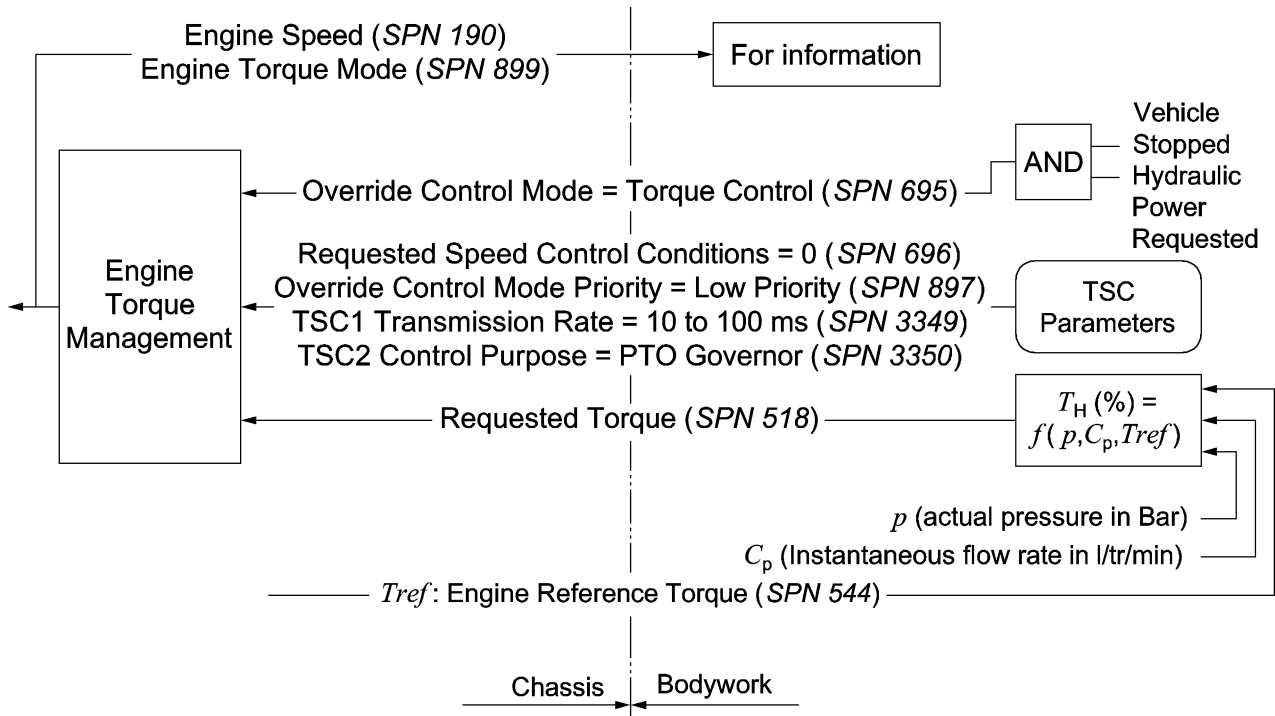 Engine Speed (SPN 190)
Engine Torque Mode (SPN 899)
For information
Vehicle
Stopped
Hydraulic
Power
Requested
AND
Override Control Mode = Torque Control (SPN 695)
Engine
Torque
Management
Requested Speed Control Conditions = 0 (SPN 696)
Override Control Mode Priority = Low Priority (SPN 897)
TSC1 Transmission Rate = 10 to 100 ms (SPN 3349)
TSC2 Control Purpose = PTO Governor (SPN 3350)
TSC
Parameters
Requested Torque (SPN 518)
TH (%) =
f( p,Cp,Tref )
p (actual pressure in Bar)
Cp (Instantaneous flow rate in l/tr/min)
Tref : Engine Reference Torque (SPN 544)
Chassis
Bodywork